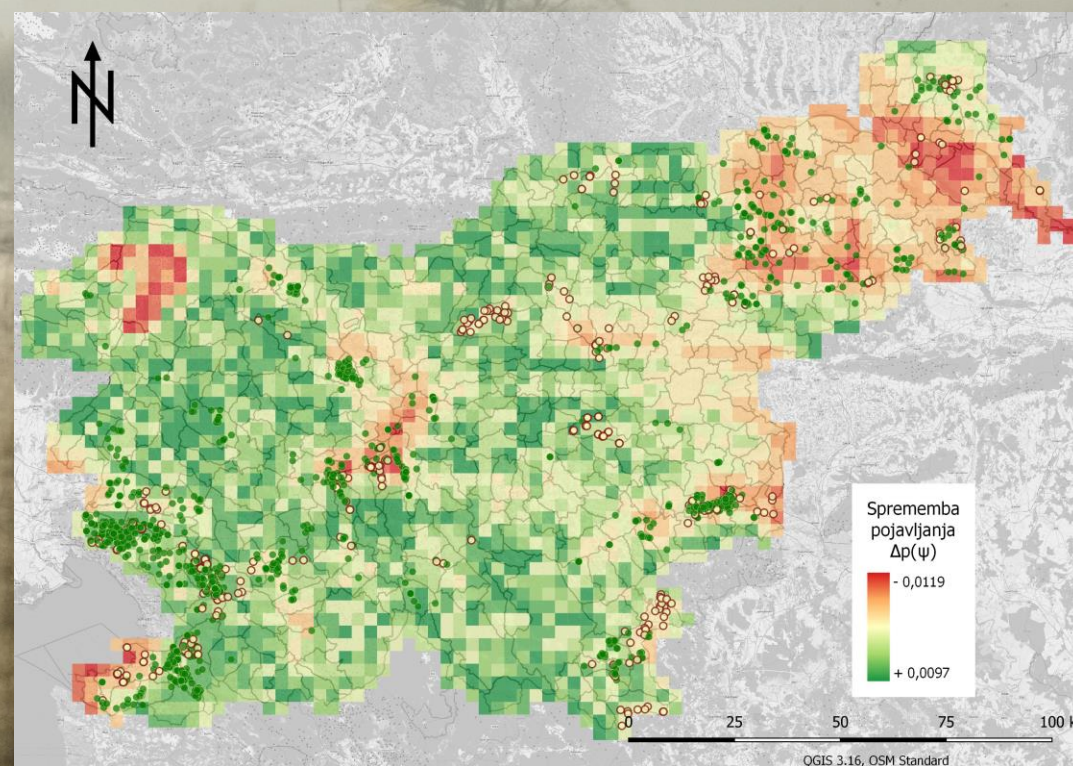 N
Sprememba
pojavljanja
Δp(ψ)
- 0,0119
+ 0,0097
0 25 50 75 100 k
QGIS 3.16, OSM Standard